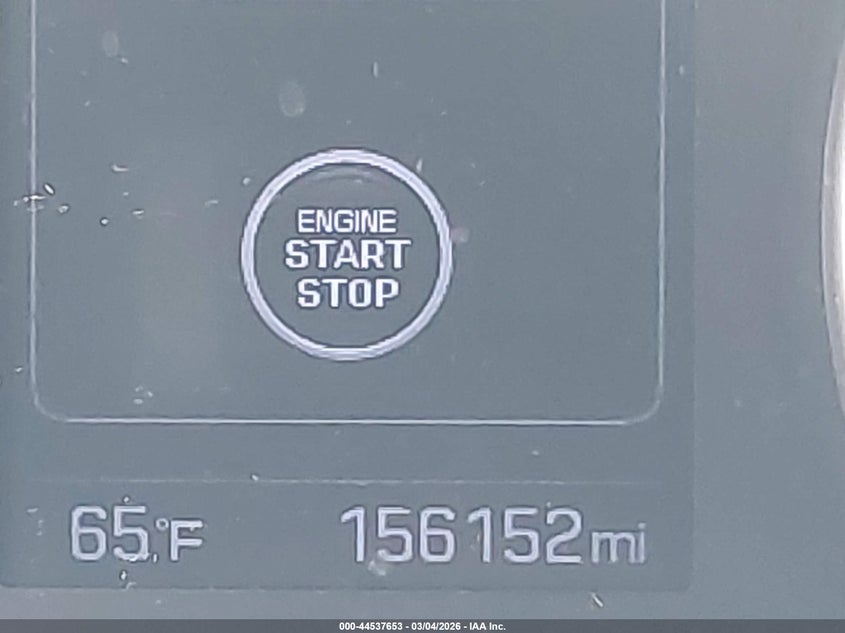 ENGINE
START
STOP
65°F 156152mi
000-44537653 - 03/04/2026 - IAA Inc.